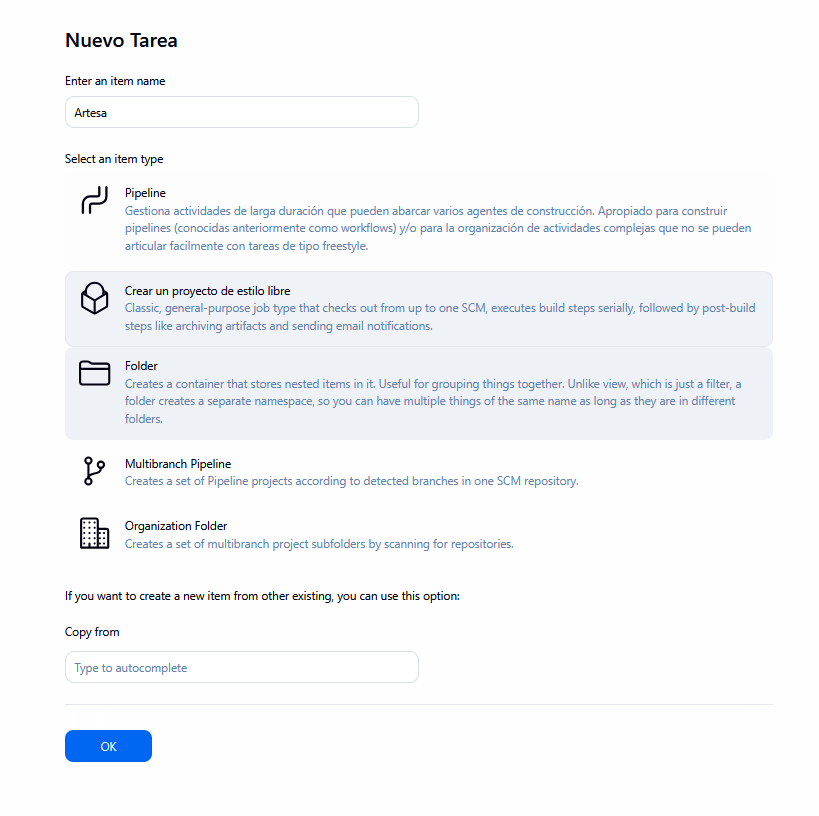 Nuevo Tarea
Enter an item name
Artesa
Select an item type
Pipeline
Gestiona actividades de larga duración que pueden abarcar varios agentes de construcción. Apropiado para construir
pipelines (conocidas anteriormente como workflows) y/o para la organización de actividades complejas que no se pueden
articular facilmente con tareas de tipo freestyle.
Crear un proyecto de estilo libre
Classic, general-purpose job type that checks out from up to one SCM, executes build steps serially, followed by post-build
steps like archiving artifacts and sending email notifications.
Folder
Creates a container that stores nested items in it. Useful for grouping things together. Unlike view, which is just a filter, a
folder creates a separate namespace, so you can have multiple things of the same name as long as they are in different
folders.
Multibranch Pipeline
Creates a set of Pipeline projects according to detected branches in one SCM repository.
Organization Folder
Creates a set of multibranch project subfolders by scanning for repositories.
If you want to create a new item from other existing, you can use this option:
Copy from
Type to autocomplete
OK